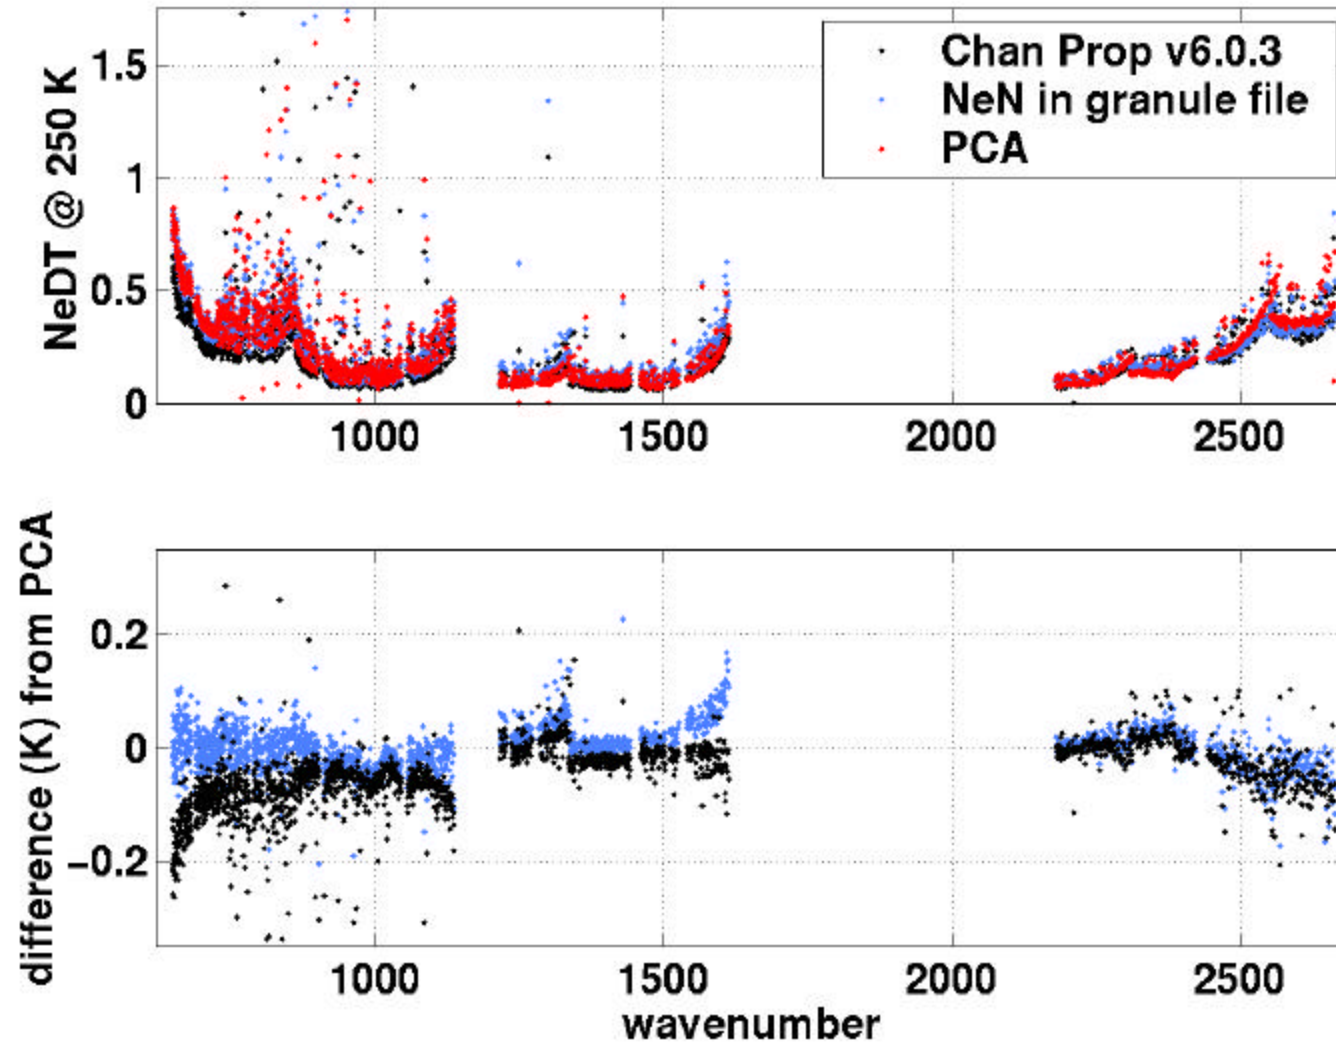 NeDT @ 250 K
1.5
1
0.5
0
Chan Prop v6.0.3
NeN in granule file
PCA
1000 1500 2000 2500
difference (K) from PCA
0.2
0
−0.2
1000 1500 2000 2500
wavenumber